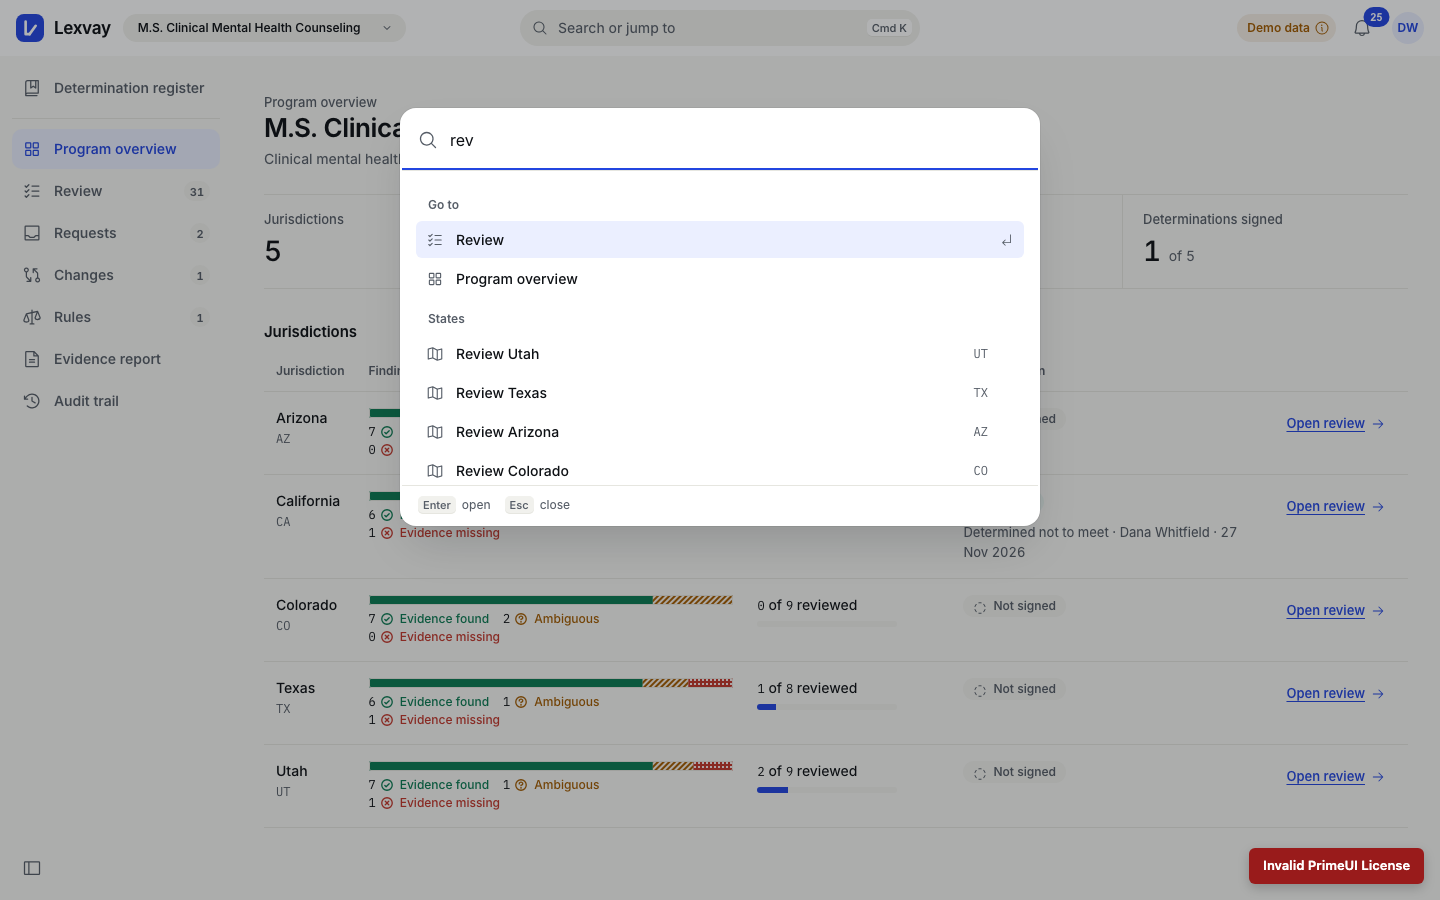 Lexvay
M.S. Clinical Mental Health Counseling
Search or jump to
Cmd K
Demo data
25
DW
Determination register
Program overview
Review
31
Requests
2
Changes
1
Rules
1
Evidence report
Audit trail
Program overview
M.S. Clinica
Clinical mental healt
Jurisdictions
5
Determinations signed
1 of 5
rev
Go to
Review
Program overview
States
Review Utah
UT
Review Texas
TX
Review Arizona
AZ
Review Colorado
CO
Enter open Esc close
Jurisdictions
Jurisdiction
Arizona
AZ
7
0
Open review
California
CA
6
1 Evidence missing
Determined not to meet · Dana Whitfield · 27
Nov 2026
Open review
Colorado
CO
7 Evidence found 2 Ambiguous
0 Evidence missing
0 of 9 reviewed
Not signed
Open review
Texas
TX
6 Evidence found 1 Ambiguous
1 Evidence missing
1 of 8 reviewed
Not signed
Open review
Utah
UT
7 Evidence found 1 Ambiguous
1 Evidence missing
2 of 9 reviewed
Not signed
Open review
Invalid PrimeUI License